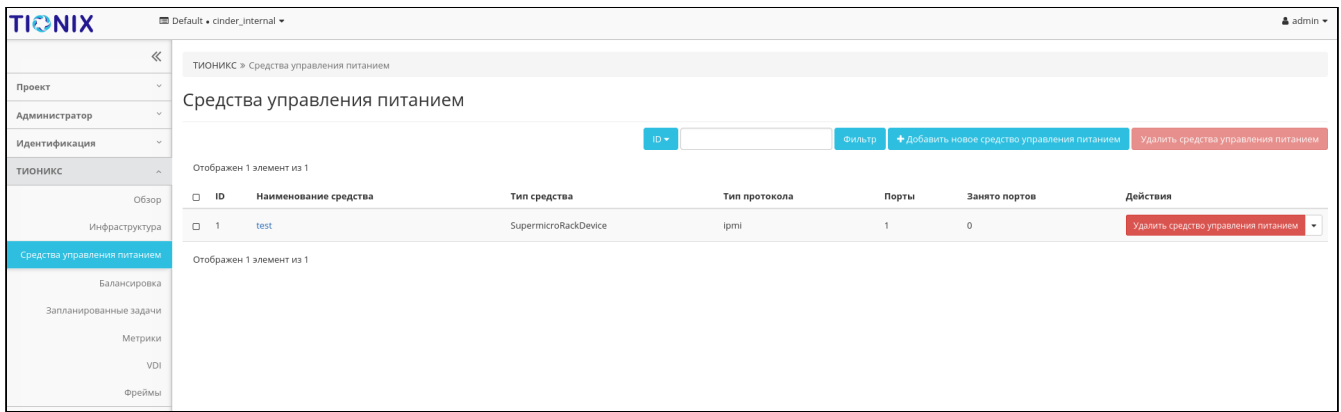 TIONIX
Default • cinder_internal
admin
ТИОНИКС » Средства управления питанием
Проект
Администратор
Идентификация
ТИОНИКС
Обзор
Инфраструктура
Средства управления питанием
Балансировка
Запланированные задачи
Метрики
VDI
Фреймы
Средства управления питанием
ID Фильтр +Добавить новое средство управления питанием Удалить средства управления питанием
Отображен 1 элемент из 1
ID Наименование средства Тип средства Тип протокола Порты Занято портов Действия
1 test SupermicroRackDevice ipmi 1 0 Удалить средство управления питанием
Отображен 1 элемент из 1